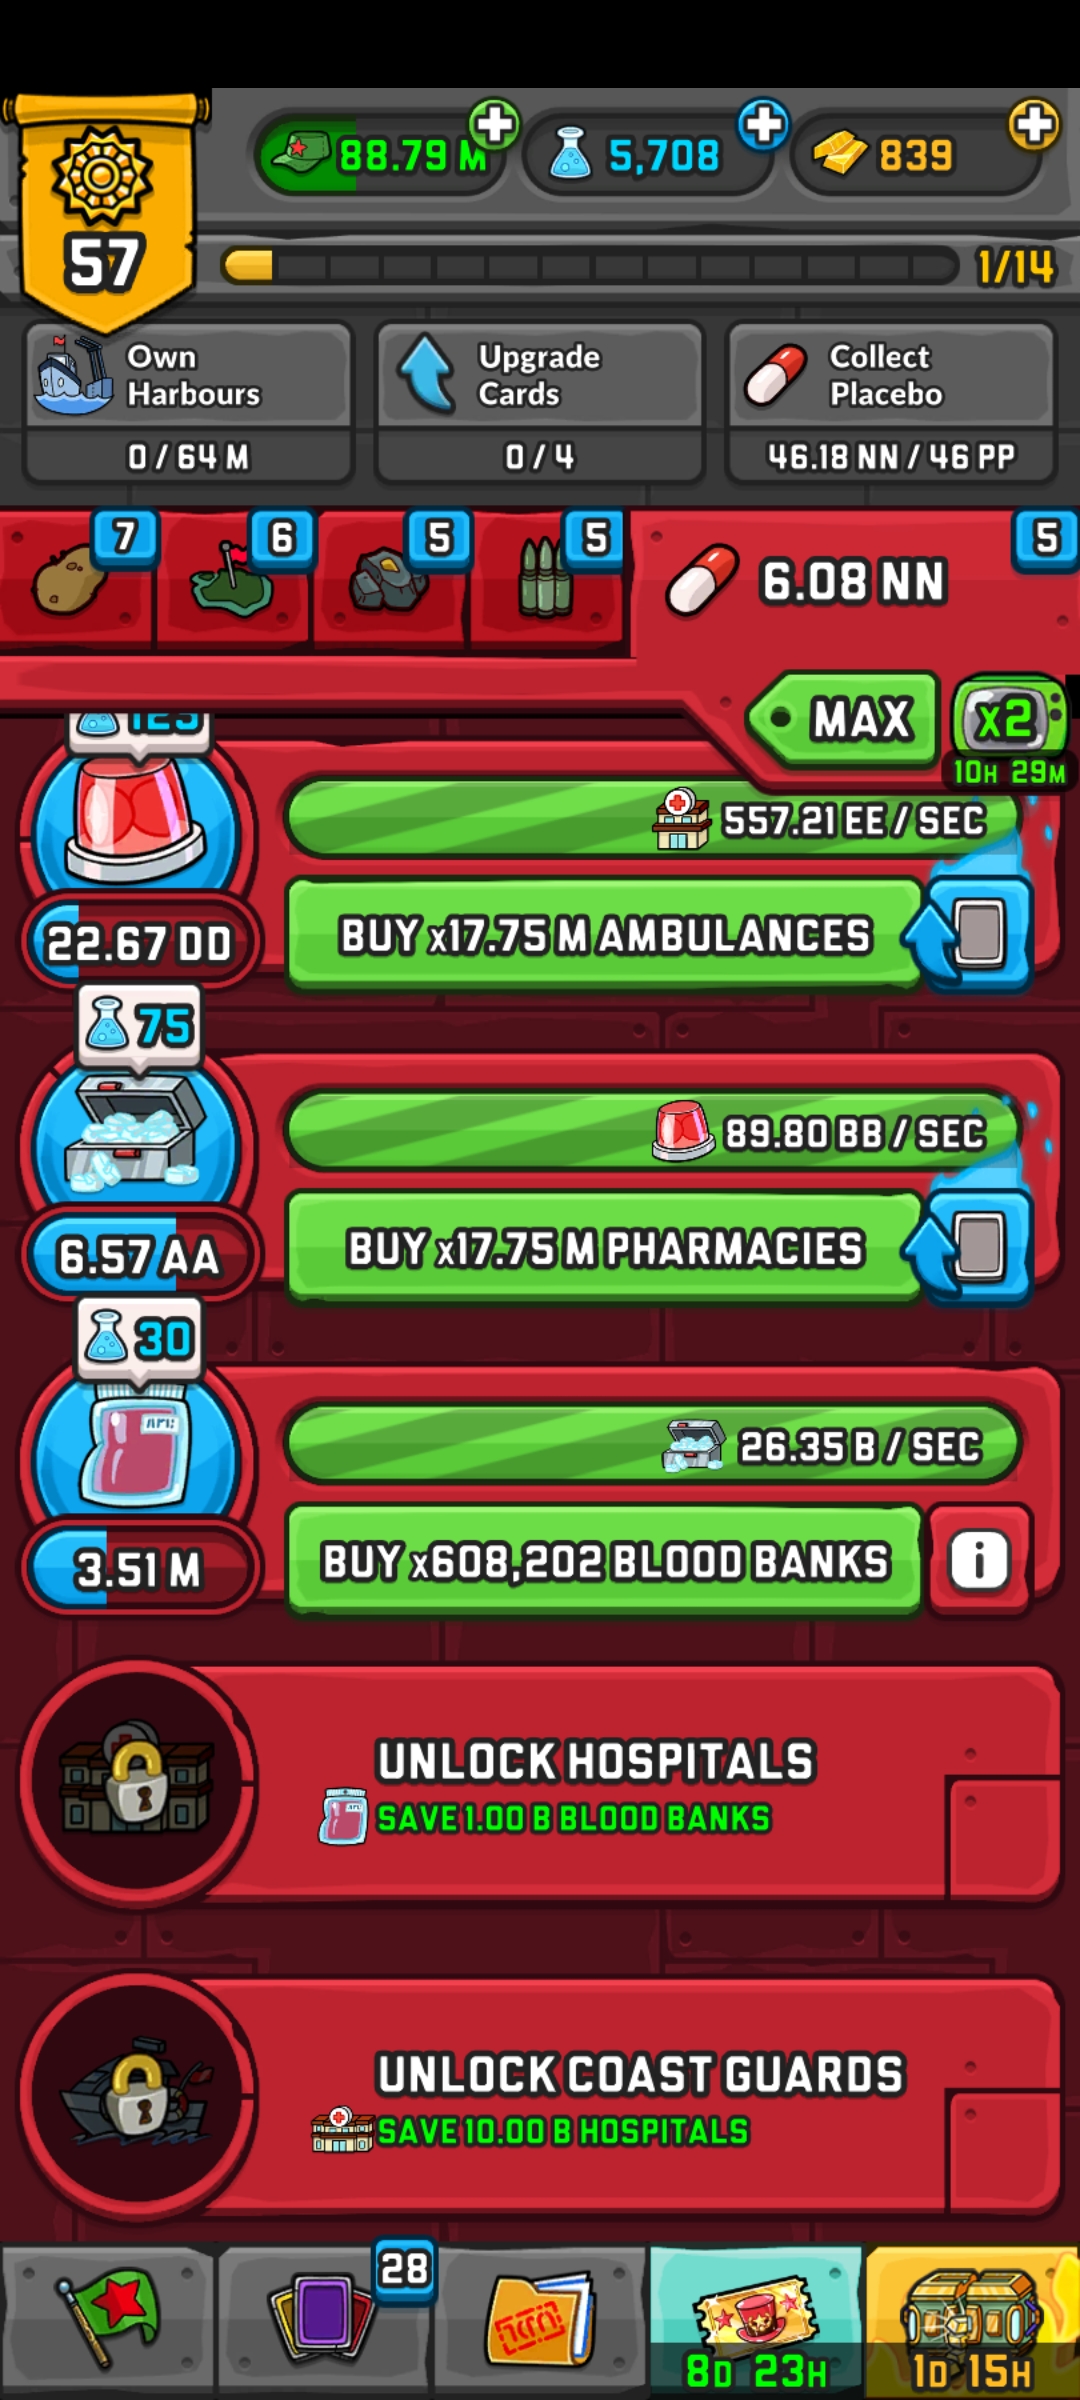 88.79 M
5,708
839
57
1/14
Own
Harbours
0 / 64 M
Upgrade
Cards
0 / 4
Collect
Placebo
46.18 NN / 46 PP
7
6
5
5
6.08 NN
5
MAX
x2
10H 29M
125
557.21 EE / SEC
22.67 DD
BUY x17.75 M AMBULANCES
75
89.80 BB / SEC
6.57 AA
BUY x17.75 M PHARMACIES
30
26.35 B / SEC
3.51 M
BUY x608,202 BLOOD BANKS
i
UNLOCK HOSPITALS
SAVE 1.00 B BLOOD BANKS
UNLOCK COAST GUARDS
SAVE 10.00 B HOSPITALS
28
8D 23H
1D 15H